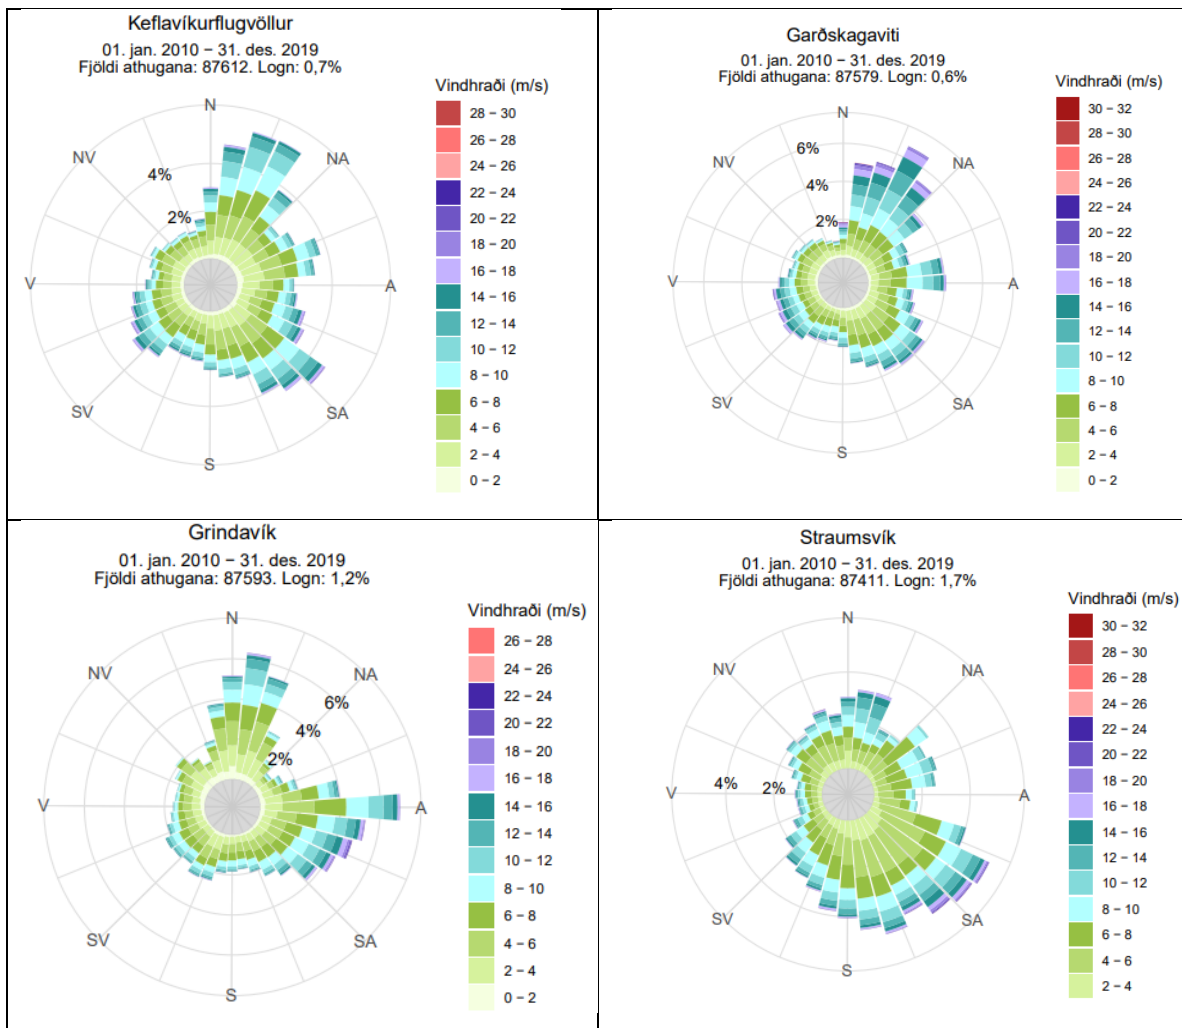 Keflavíkurflugvöllur
01. jan. 2010 − 31. des. 2019
Fjöldi athugana: 87612. Logn: 0,7%
Vindhraði (m/s)
28 − 30
26 − 28
24 − 26
22 − 24
20 − 22
18 − 20
16 − 18
14 − 16
12 − 14
10 − 12
8 − 10
6 − 8
4 − 6
2 − 4
0 − 2
N
NA
A
SA
S
SV
V
NV
4%
2%
Garðskagaviti
01. jan. 2010 − 31. des. 2019
Fjöldi athugana: 87579. Logn: 0,6%
Vindhraði (m/s)
30 − 32
28 − 30
26 − 28
24 − 26
22 − 24
20 − 22
18 − 20
16 − 18
14 − 16
12 − 14
10 − 12
8 − 10
6 − 8
4 − 6
2 − 4
0 − 2
N
NA
A
SA
S
SV
V
NV
6%
4%
2%
Grindavík
01. jan. 2010 − 31. des. 2019
Fjöldi athugana: 87593. Logn: 1,2%
Vindhraði (m/s)
26 − 28
24 − 26
22 − 24
20 − 22
18 − 20
16 − 18
14 − 16
12 − 14
10 − 12
8 − 10
6 − 8
4 − 6
2 − 4
0 − 2
N
NA
A
SA
S
SV
V
NV
6%
4%
2%
Straumsvík
01. jan. 2010 − 31. des. 2019
Fjöldi athugana: 87411. Logn: 1,7%
Vindhraði (m/s)
30 − 32
28 − 30
26 − 28
24 − 26
22 − 24
20 − 22
18 − 20
16 − 18
14 − 16
12 − 14
10 − 12
8 − 10
6 − 8
4 − 6
2 − 4
N
NA
A
SA
S
SV
V
NV
4%
2%